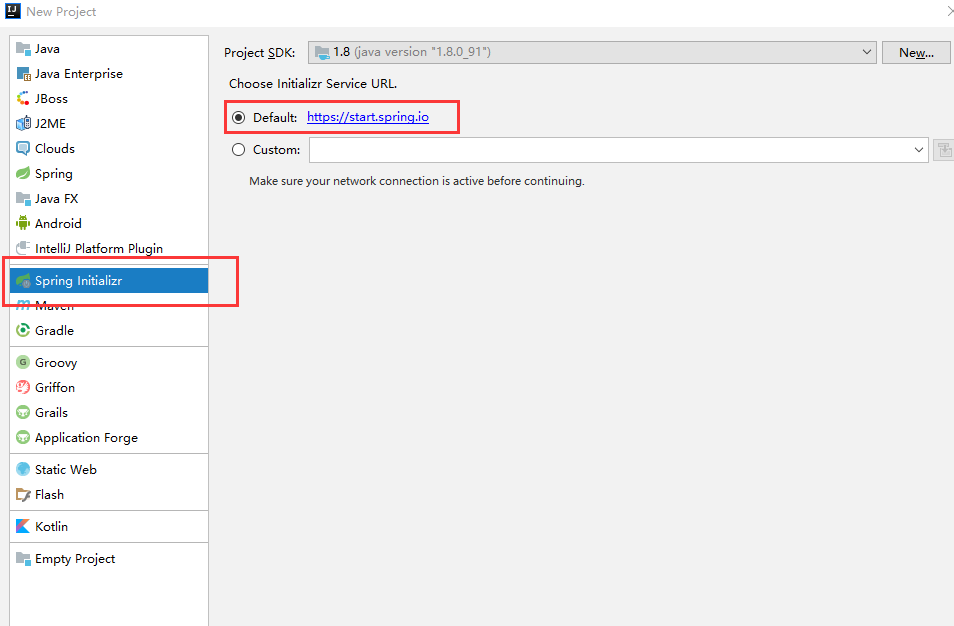 New Project
Java
Java Enterprise
JBoss
J2ME
Clouds
Spring
Java FX
Android
IntelliJ Platform Plugin
Spring Initializr
Maven
Gradle
Groovy
Griffon
Grails
Application Forge
Static Web
Flash
Kotlin
Empty Project
Project SDK: 1.8 (java version "1.8.0_91") New...
Choose Initializr Service URL.
Default: https://start.spring.io
Custom:
Make sure your network connection is active before continuing.